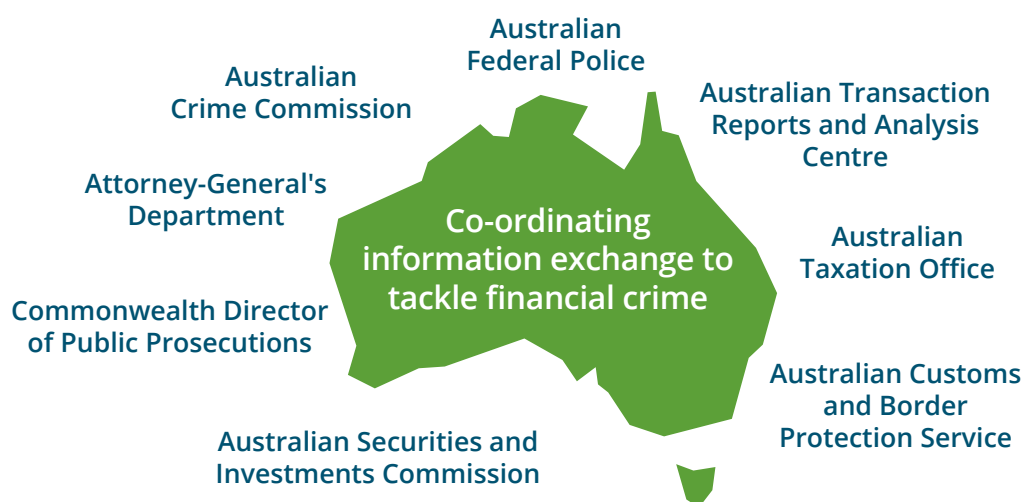 Australian
Federal Police
Australian
Crime Commission
Australian Transaction
Reports and Analysis
Centre
Attorney-General's
Department
Co-ordinating
information exchange to
tackle financial crime
Australian
Taxation Office
Commonwealth Director
of Public Prosecutions
Australian Customs
and Border
Protection Service
Australian Securities and
Investments Commission